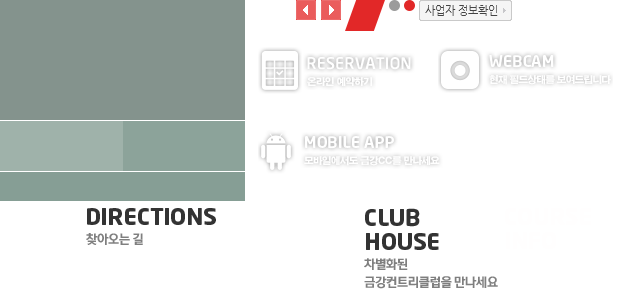 사업자 정보확인 ›
RESERVATION
온라인 예약하기
WEBCAM
현재 필드상태를 보여드립니다
MOBILE APP
모바일에서도 금강CC를 만나세요
DIRECTIONS
찾아오는 길
CLUB
HOUSE
차별화된
금강컨트리클럽을 만나세요